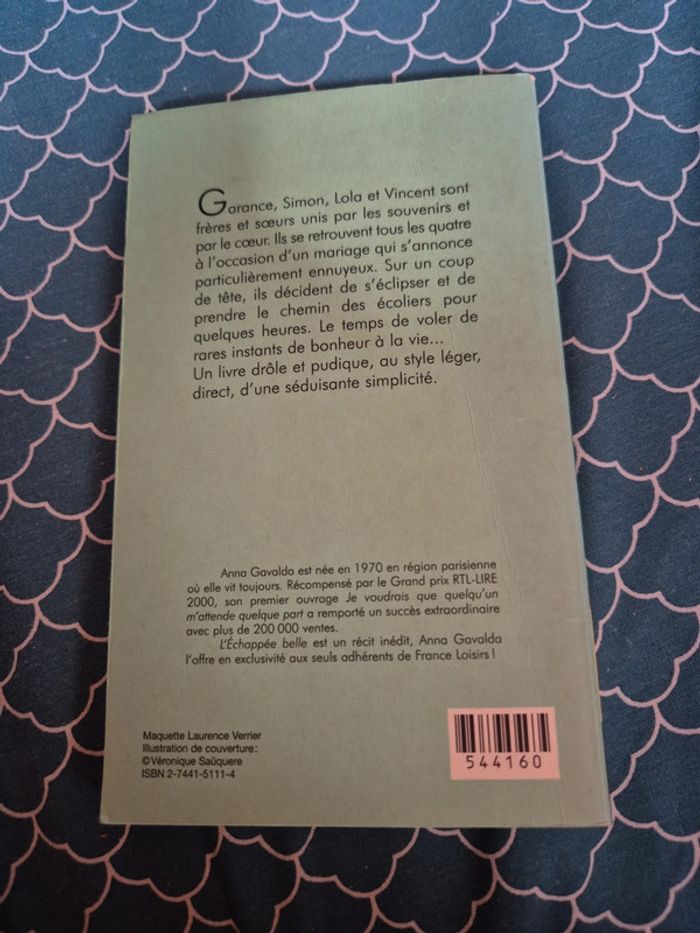 Garance, Simon, Lola et Vincent sont
frères et sœurs unis par les souvenirs et
par le cœur. Ils se retrouvent tous les quatre
à l'occasion d'un mariage qui s'annonce
particulièrement ennuyeux. Sur un coup
de tête, ils décident de s'éclipser et de
prendre le chemin des écoliers pour
quelques heures. Le temps de voler de
rares instants de bonheur à la vie...
Un livre drôle et pudique, au style léger,
direct, d'une séduisante simplicité.
Anna Gavalda est née en 1970 en région parisienne
où elle vit toujours. Récompensé par le Grand prix RTL-LIRE
2000, son premier ouvrage Je voudrais que quelqu'un
m'attende quelque part a remporté un succès extraordinaire
avec plus de 200 000 ventes.
L'Échappée belle est un récit inédit, Anna Gavalda
l'offre en exclusivité aux seuls adhérents de France Loisirs !
Maquette Laurence Verrier
Illustration de couverture :
© Véronique Saüquere
ISBN 2-7441-5111-4
544160